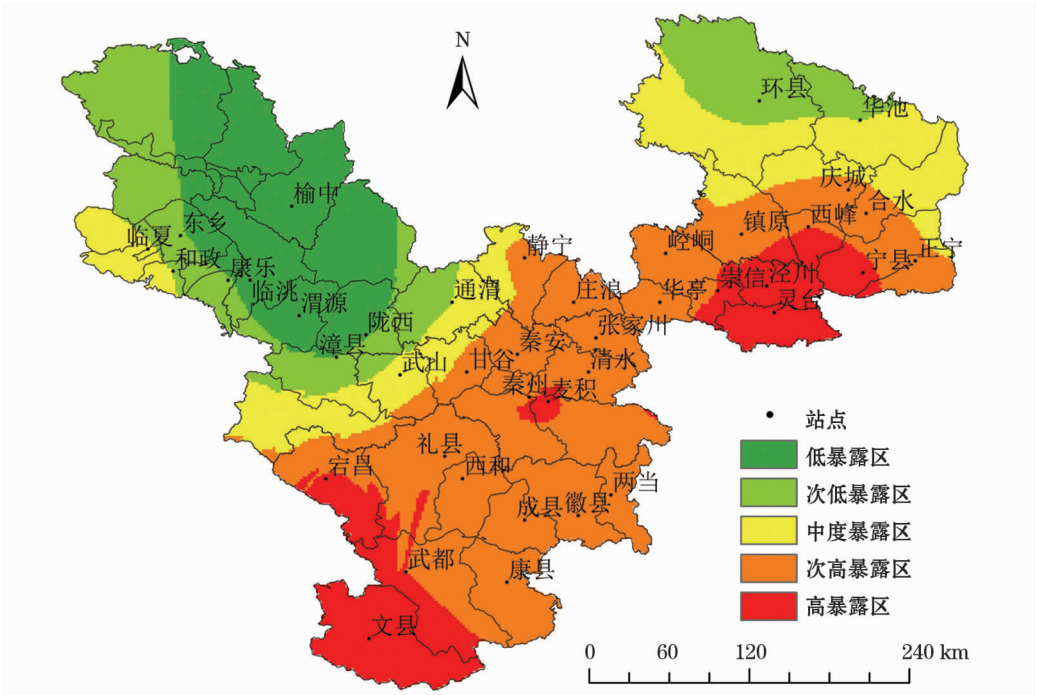 N
环县
华池
榆中
庆城
合水
东乡
临夏
镇原
西峰
和政
康乐
崆峒
静宁
宁县
正宁
临洮
渭源
通渭
庄浪
华亭
崇信
泾川
灵台
陇西
漳县
张家川
秦安
武山
甘谷
清水
秦州
麦积
礼县
西和
宕昌
两当
成县
徽县
武都
康县
文县
站点
低暴露区
次低暴露区
中度暴露区
次高暴露区
高暴露区
0 60 120 240 km